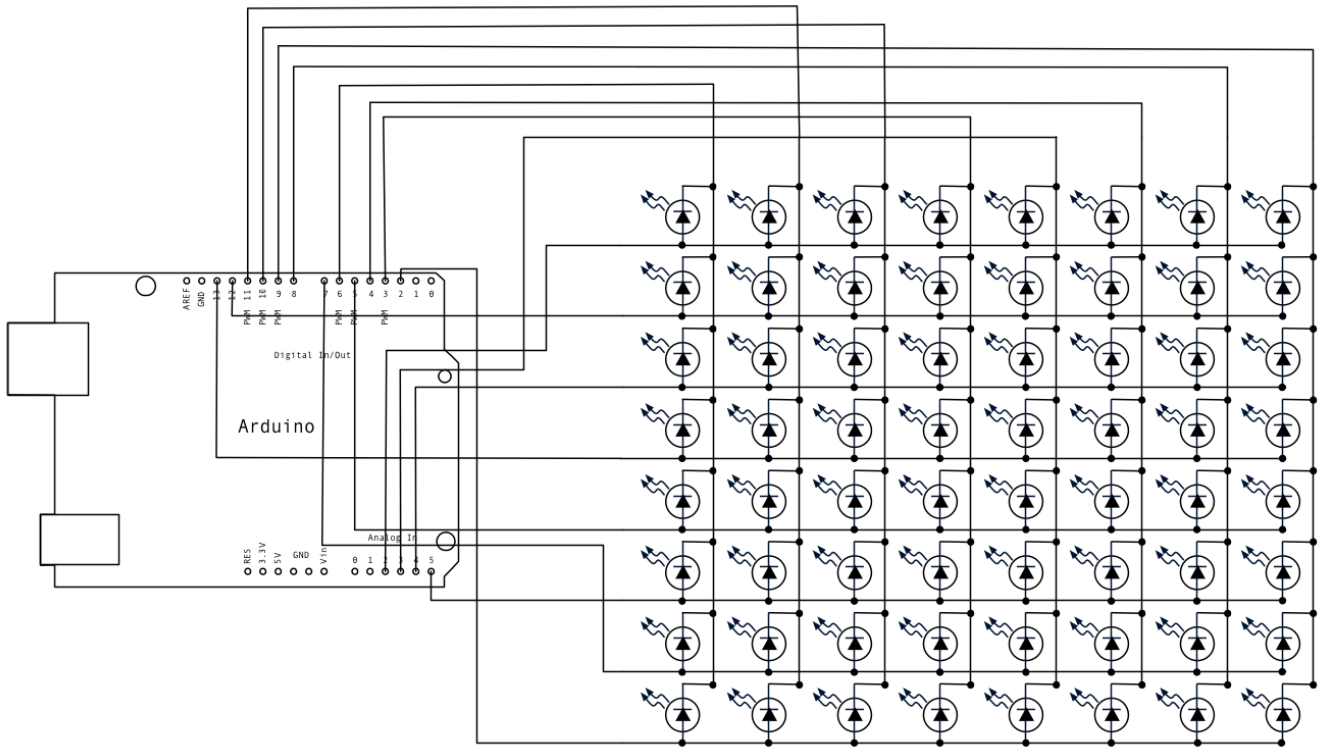 AREF
GND
13
12
11
10
9
8
7
6
5
4
3
2
1
0
PWM
PWM
PWM
PWM
PWM
PWM
Digital In/Out
Arduino
Analog In
RES
3.3V
5V
GND
Vin
0
1
2
3
4
5